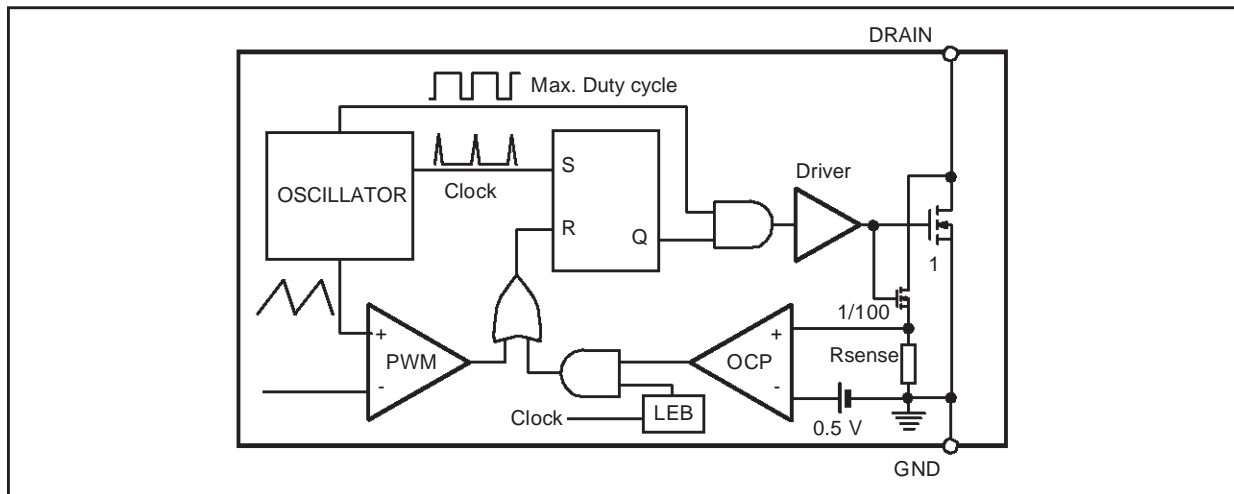 DRAIN
Max. Duty cycle
OSCILLATOR
Clock
S
R
Q
Driver
1
1/100
+
PWM
-
+
OCP
-
Rsense
LEB
Clock
0.5 V
GND